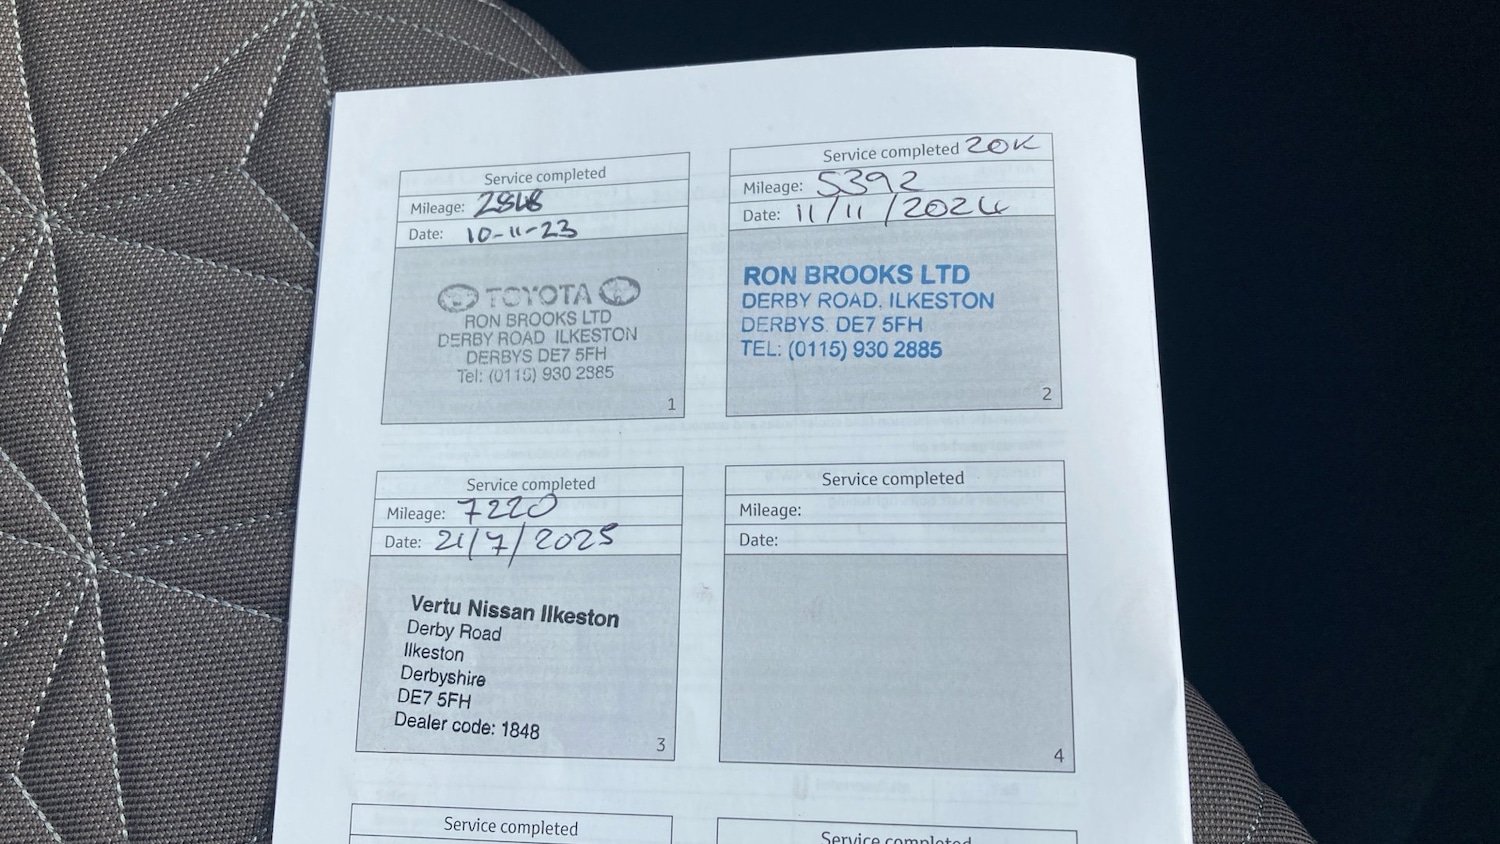 Service completed
Mileage:
Date: 10-11-23
TOYOTA
RON BROOKS LTD
DERBY ROAD ILKESTON
DERBYS DE7 5FH
Tel: (0115) 930 2885
1
Service completed 20K
Mileage: 5392
Date: 11/11/2024
RON BROOKS LTD
DERBY ROAD. ILKESTON
DERBYS. DE7 5FH
TEL: (0115) 930 2885
2
Service completed
Mileage: 7220
Date: 21/7/2025
Vertu Nissan Ilkeston
Derby Road
Ilkeston
Derbyshire
DE7 5FH
Dealer code: 1848
3
Service completed
Mileage:
Date:
4
Service completed
Service completed